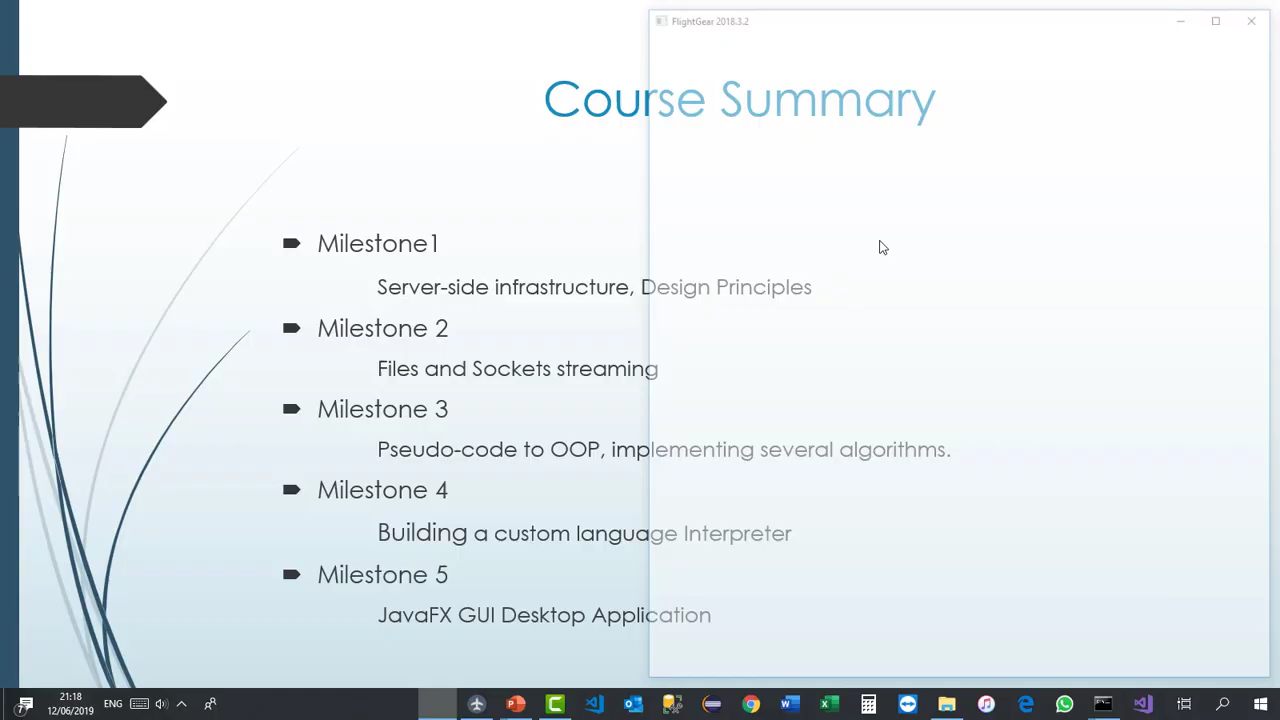 FlightGear 2018.3.2
Course Summary
Milestone1
Server-side infrastructure, Design Principles
Milestone 2
Files and Sockets streaming
Milestone 3
Pseudo-code to OOP, implementing several algorithms.
Milestone 4
Building a custom language Interpreter
Milestone 5
JavaFX GUI Desktop Application
21:18
12/06/2019
ENG